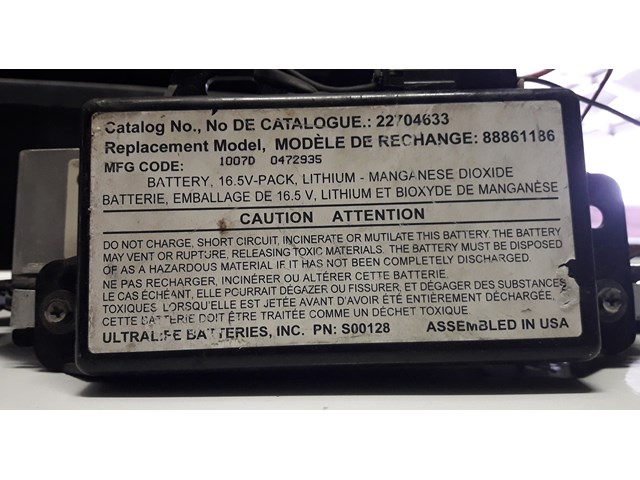 Catalog No., No DE CATALOGUE.: 22704633
Replacement Model, MODÈLE DE RECHANGE: 88861186
MFG CODE: 1007D 0472935
BATTERY, 16.5V-PACK, LITHIUM - MANGANESE DIOXIDE
BATTERIE, EMBALLAGE DE 16.5 V, LITHIUM ET BIOXYDE DE MANGANÈSE
CAUTION ATTENTION
DO NOT CHARGE, SHORT CIRCUIT, INCINERATE OR MUTILATE THIS BATTERY THE BATTERY
MAY VENT OR RUPTURE, RELEASING TOXIC MATERIALS. THE BATTERY MUST BE DISPOSED
OF AS A HAZARDOUS MATERIAL IF IT HAS NOT BEEN COMPLETELY DISCHARGED.
NE PAS RECHARGER, INCINÉRER OU ALTÉRER CETTE BATTERIE.
LE CAS ÉCHÉANT, ELLE POURRAIT DÉGAZER OU FISSURER, ET DÉGAGER DES SUBSTANCES
TOXIQUES LORSQU'ELLE EST JETÉE AVANT D'AVOIR ÉTÉ ENTIÈREMENT DÉCHARGÉE,
CETTE BATTERIE DOIT ÊTRE TRAITÉE COMME UN DÉCHET TOXIQUE.
ULTRALIFE BATTERIES, INC. PN: S00128 ASSEMBLED IN USA